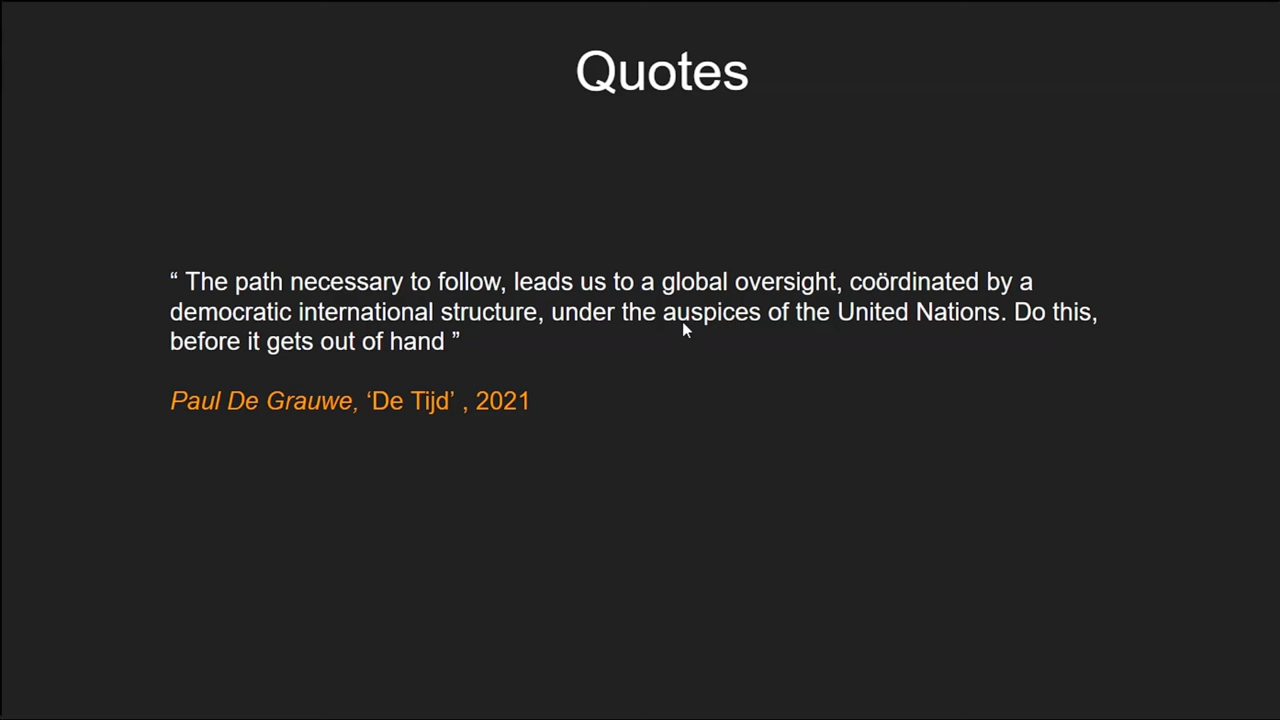 Quotes
“ The path necessary to follow, leads us to a global oversight, coördinated by a
democratic international structure, under the auspices of the United Nations. Do this,
before it gets out of hand ”
Paul De Grauwe, ‘De Tijd’ , 2021